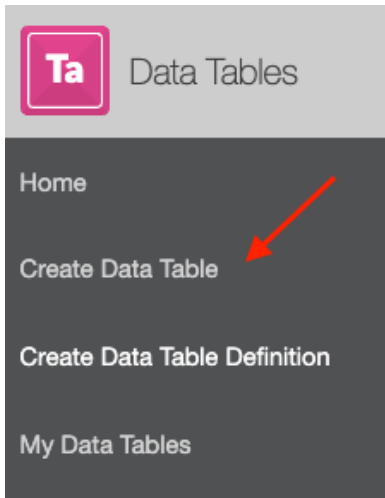 Ta
Data Tables
Home
Create Data Table
Create Data Table Definition
My Data Tables